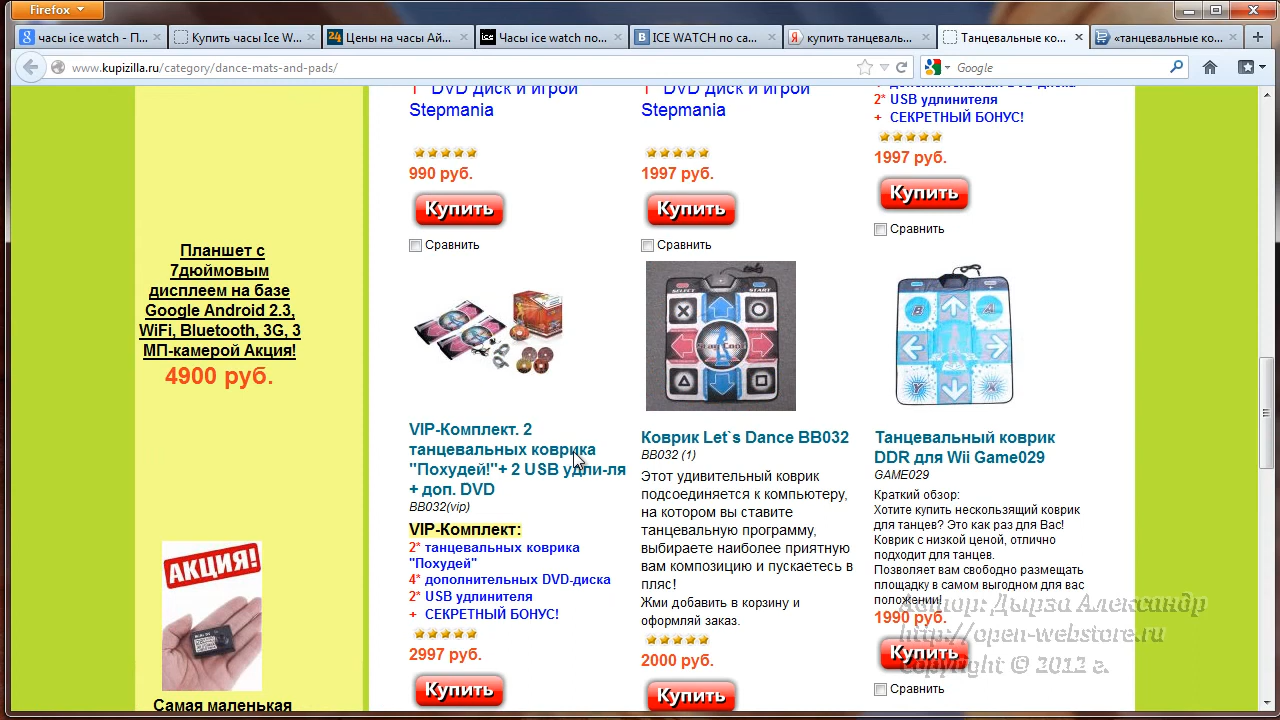 Firefox
часы ice watch - П...
Купить часы Ice W...
Цены на часы Ай...
Часы ice watch по...
ICE WATCH по са...
купить танцеваль...
Танцевальные ко...
«танцевальные ко...
www.kupizilla.ru/category/dance-mats-and-pads/
Google
1 DVD диск и игрой
Stepmania
990 руб.
Купить
Сравнить
1 DVD диск и игрой
Stepmania
1997 руб.
Купить
Сравнить
2* USB удлинителя
+ СЕКРЕТНЫЙ БОНУС!
1997 руб.
Купить
Сравнить
Планшет с
7дюймовым
дисплеем на базе
Google Android 2.3,
WiFi, Bluetooth, 3G, 3
МП-камерой Акция!
4900 руб.
АКЦИЯ!
Самая маленькая
VIP-Комплект. 2
танцевальных коврика
"Похудей!"+ 2 USB удли-ля
+ доп. DVD
BB032(vip)
VIP-Комплект:
2* танцевальных коврика
"Похудей"
4* дополнительных DVD-диска
2* USB удлинителя
+ СЕКРЕТНЫЙ БОНУС!
2997 руб.
Купить
SELECT START
Коврик Let`s Dance BB032
BB032 (1)
Этот удивительный коврик
подсоединяется к компьютеру,
на котором вы ставите
танцевальную программу,
выбираете наиболее приятную
вам композицию и пускаетесь в
пляс!
Жми добавить в корзину и
оформляй заказ.
2000 руб.
Купить
B A
Y X
Танцевальный коврик
DDR для Wii Game029
GAME029
Краткий обзор:
Хотите купить нескользящий коврик
для танцев? Это как раз для Вас!
Коврик с низкой ценой, отлично
подходит для танцев.
Позволяет вам свободно размещать
площадку в самом выгодном для вас
положении!
1990 руб.
Купить
Сравнить
Автор: Дырза Александр
http://open-webstore.ru
copyright © 2012 г.